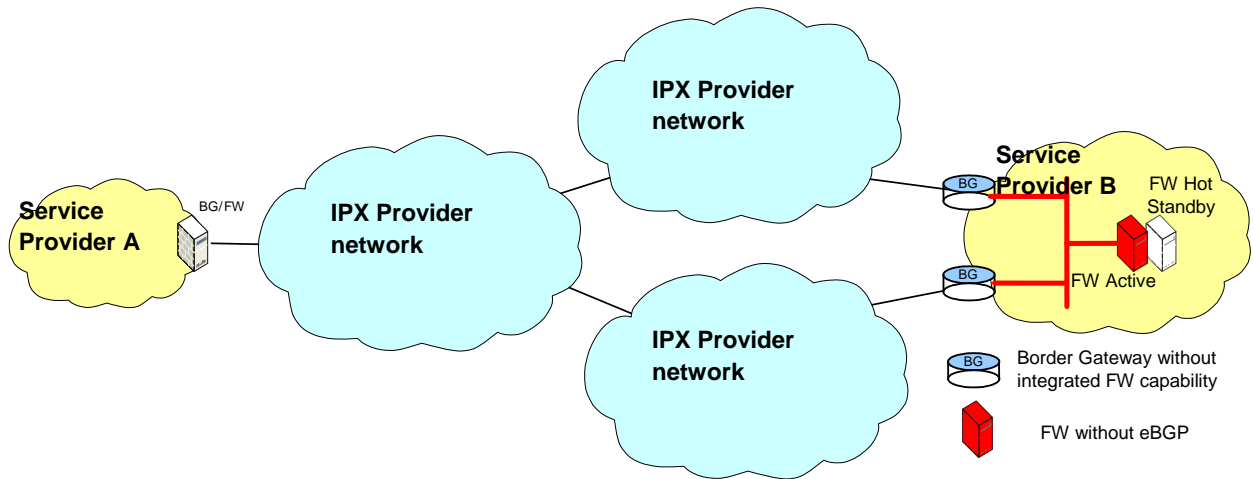 IPX Provider
network
Service
Provider A
BG/FW
IPX Provider
network
IPX Provider
network
BG
BG
Service
Provider B
FW Hot
Standby
FW Active
BG
Border Gateway without
integrated FW capability
FW without eBGP